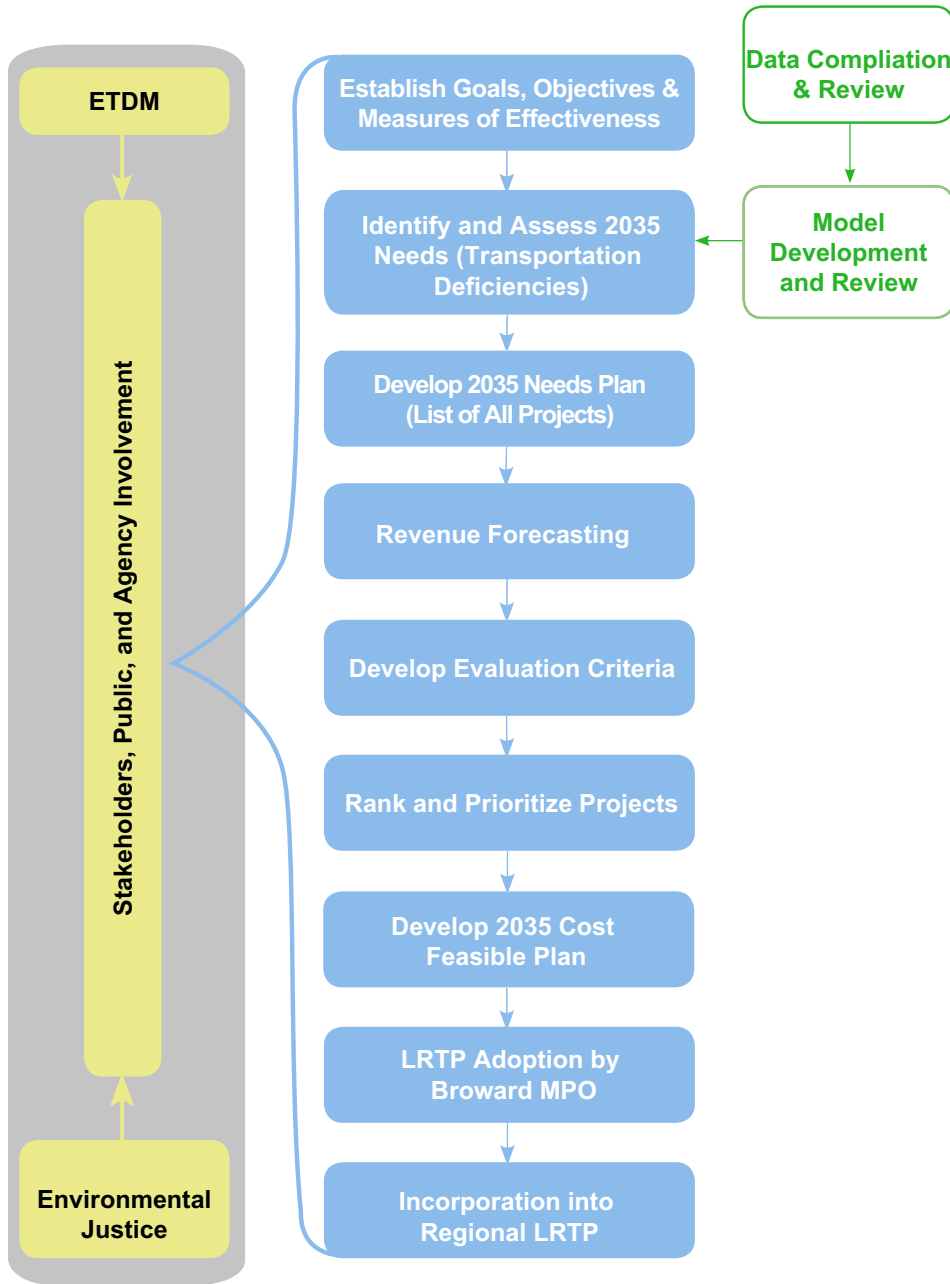 ETDM
Stakeholders, Public, and Agency Involvement
Environmental
Justice
Establish Goals, Objectives &
Measures of Effectiveness
Identify and Assess 2035
Needs (Transportation
Deficiencies)
Develop 2035 Needs Plan
(List of All Projects)
Revenue Forecasting
Develop Evaluation Criteria
Rank and Prioritize Projects
Develop 2035 Cost
Feasible Plan
LRTP Adoption by
Broward MPO
Incorporation into
Regional LRTP
Data Compliation
& Review
Model
Development
and Review